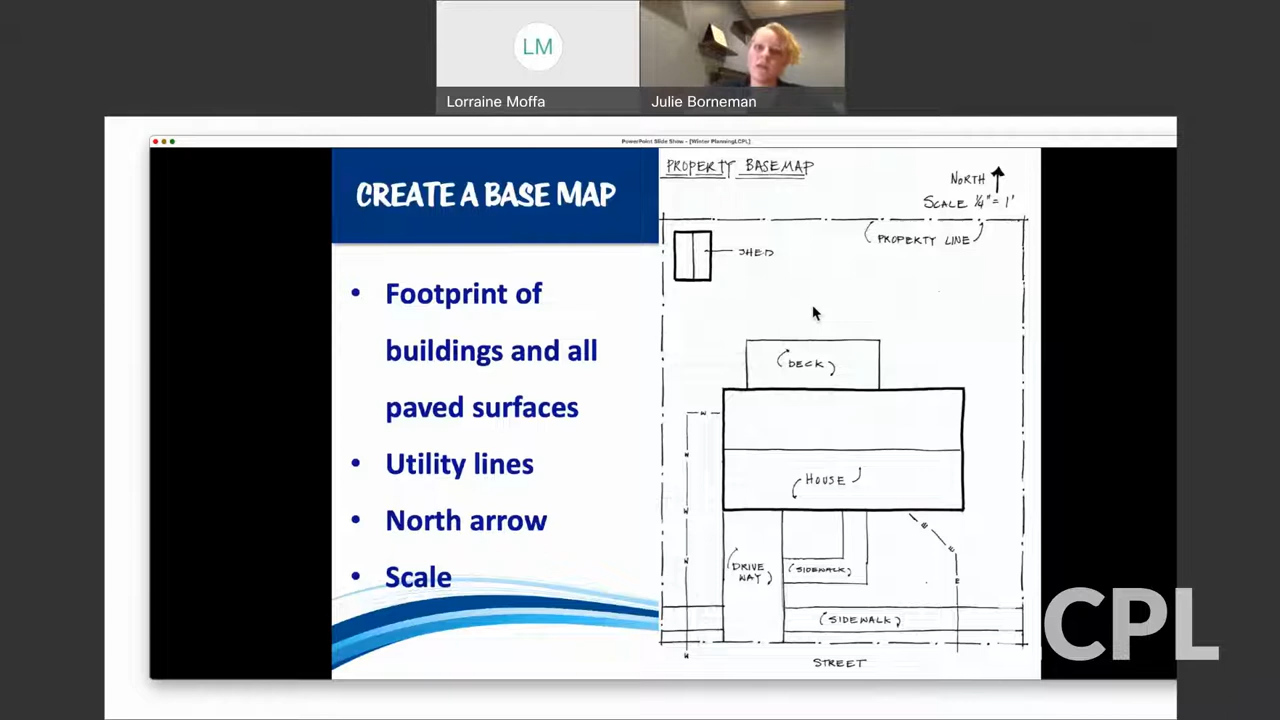 LM
Lorraine Moffa
Julie Borneman
PowerPoint Slide Show - [Winter PlanningLCPL]
CREATE A BASE MAP
• Footprint of
buildings and all
paved surfaces
• Utility lines
• North arrow
• Scale
PROPERTY BASEMAP
NORTH
SCALE ¼" = 1'
PROPERTY LINE
SHED
DECK
W
W
W
W
W
HOUSE
E
E
E
DRIVE
WAY
SIDEWALK
SIDEWALK
STREET
CPL